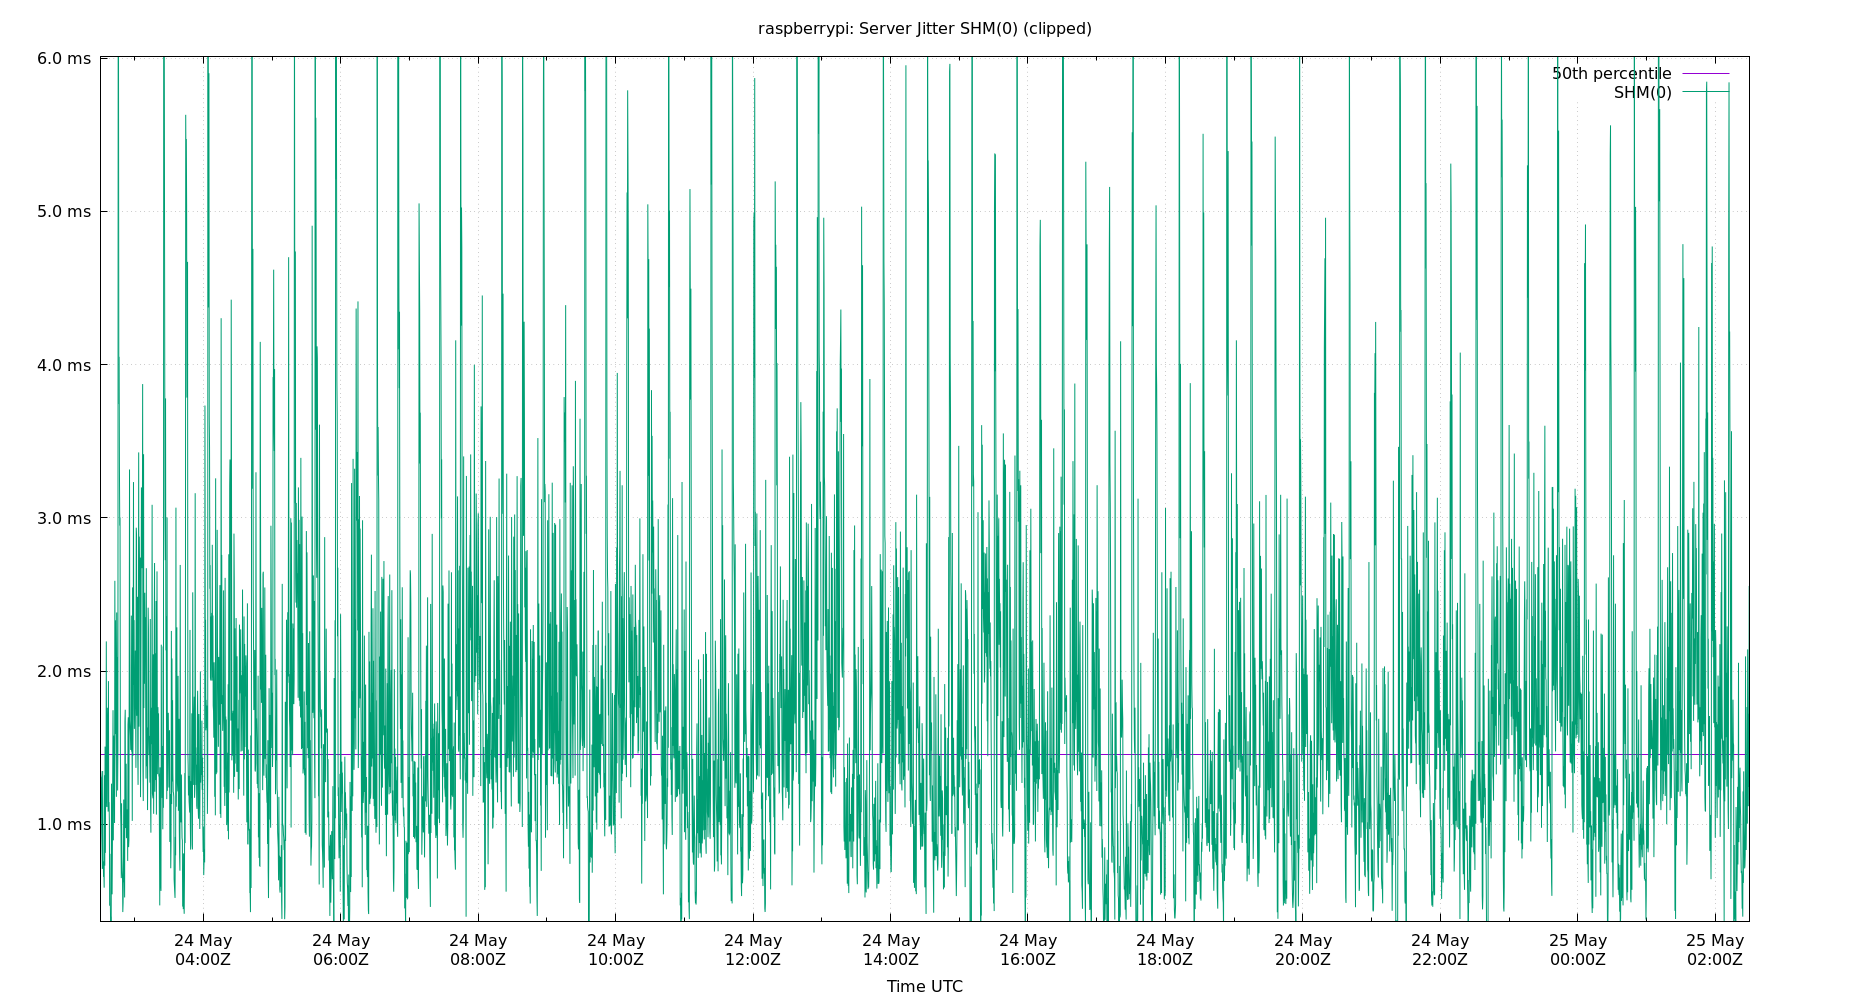 raspberrypi: Server Jitter SHM(0) (clipped)
6.0 ms
5.0 ms
4.0 ms
3.0 ms
2.0 ms
1.0 ms
50th percentile
SHM(0)
24 May 24 May 24 May 24 May 24 May 24 May 24 May 24 May 24 May 24 May 25 May 25 May
04:00Z 06:00Z 08:00Z 10:00Z 12:00Z 14:00Z 16:00Z 18:00Z 20:00Z 22:00Z 00:00Z 02:00Z
Time UTC